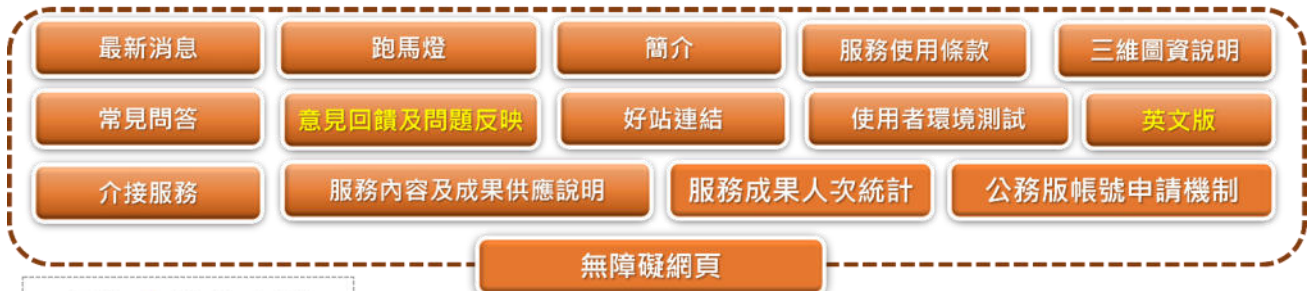 最新消息 跑馬燈 簡介 服務使用條款 三維圖資說明
常見問答 意見回饋及問題反映 好站連結 使用者環境測試 英文版
介接服務 服務內容及成果供應說明 服務成果人次統計 公務版帳號申請機制
無障礙網頁